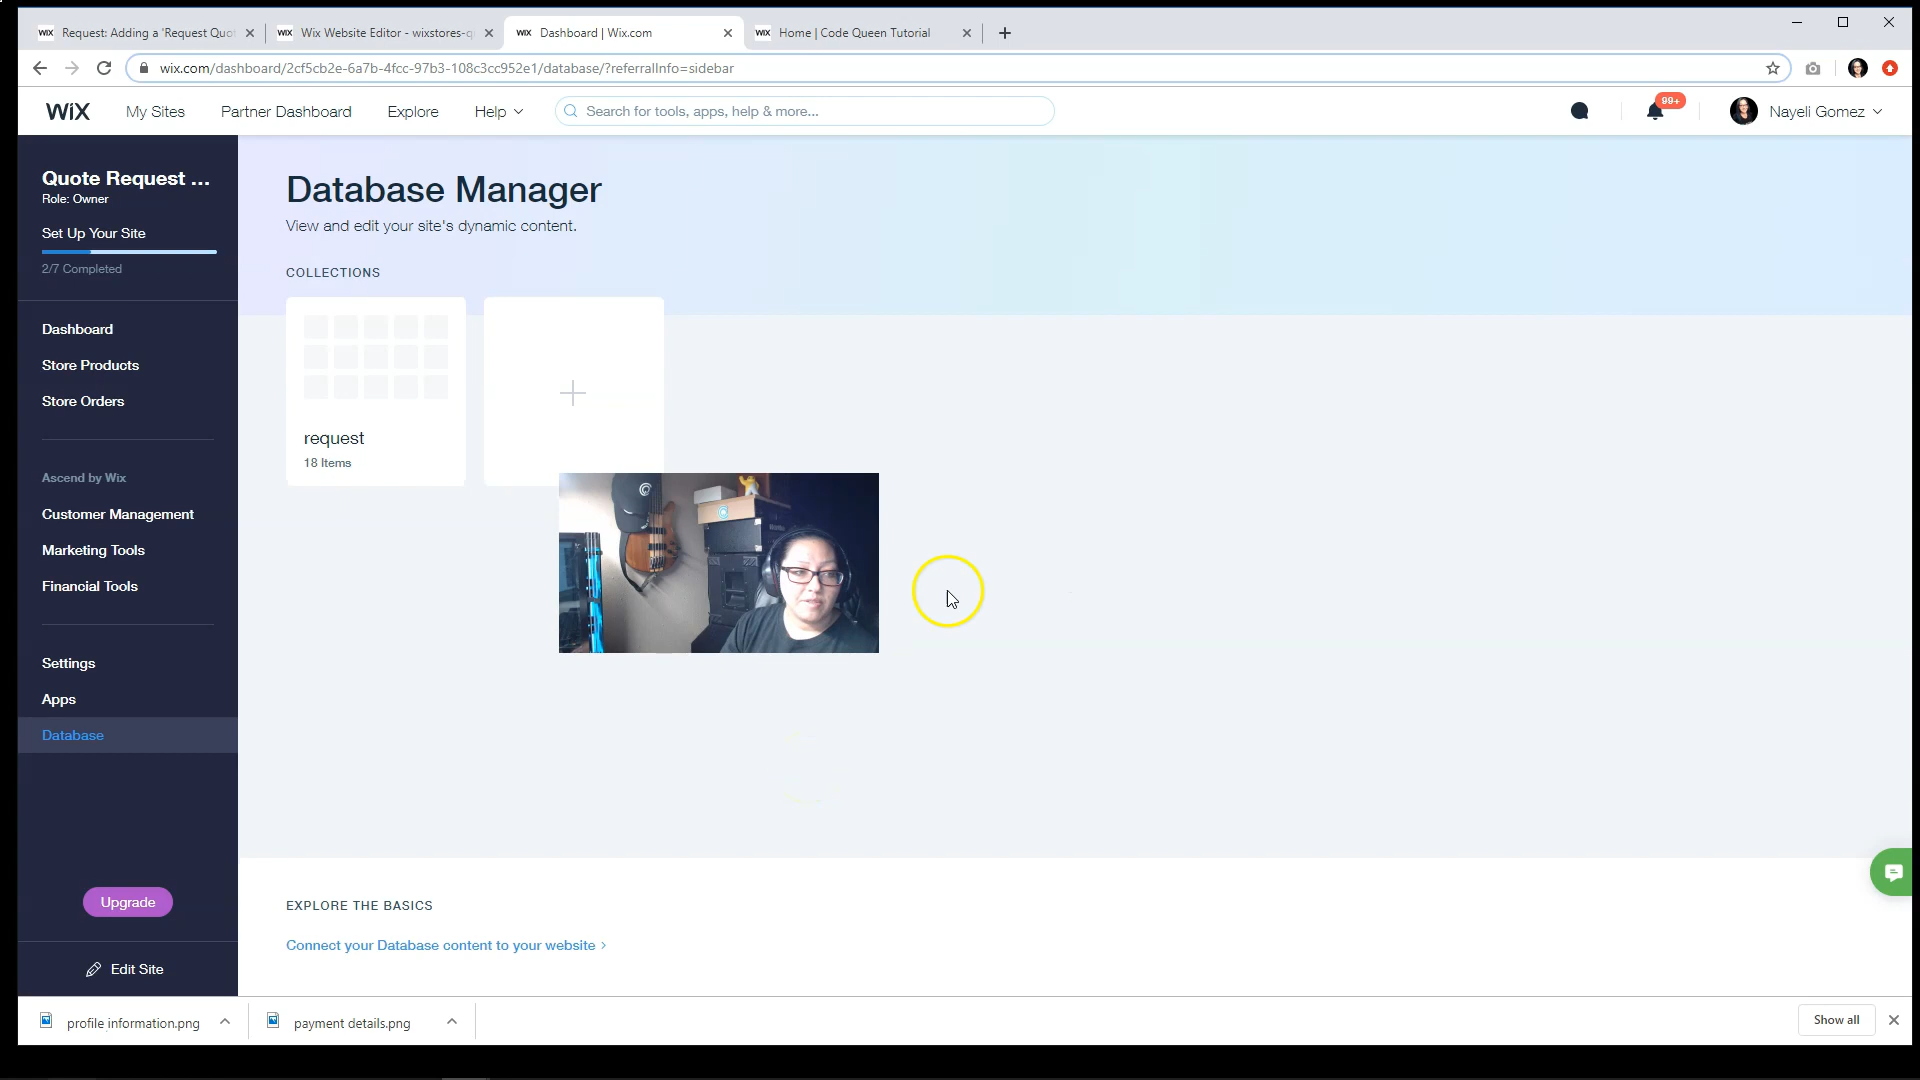 WIX Request: Adding a 'Request Quot
WIX Wix Website Editor - wixstores-q
WIX Dashboard | Wix.com
WIX Home | Code Queen Tutorial
wix.com/dashboard/2cf5cb2e-6a7b-4fcc-97b3-108c3cc952e1/database/?referralInfo=sidebar
WiX My Sites Partner Dashboard Explore Help Search for tools, apps, help & more... 99+ Nayeli Gomez
Quote Request ...
Role: Owner
Set Up Your Site
2/7 Completed
Dashboard
Store Products
Store Orders
Ascend by Wix
Customer Management
Marketing Tools
Financial Tools
Settings
Apps
Database
Upgrade
Edit Site
Database Manager
View and edit your site's dynamic content.
COLLECTIONS
request
18 Items
EXPLORE THE BASICS
Connect your Database content to your website >
profile information.png payment details.png Show all